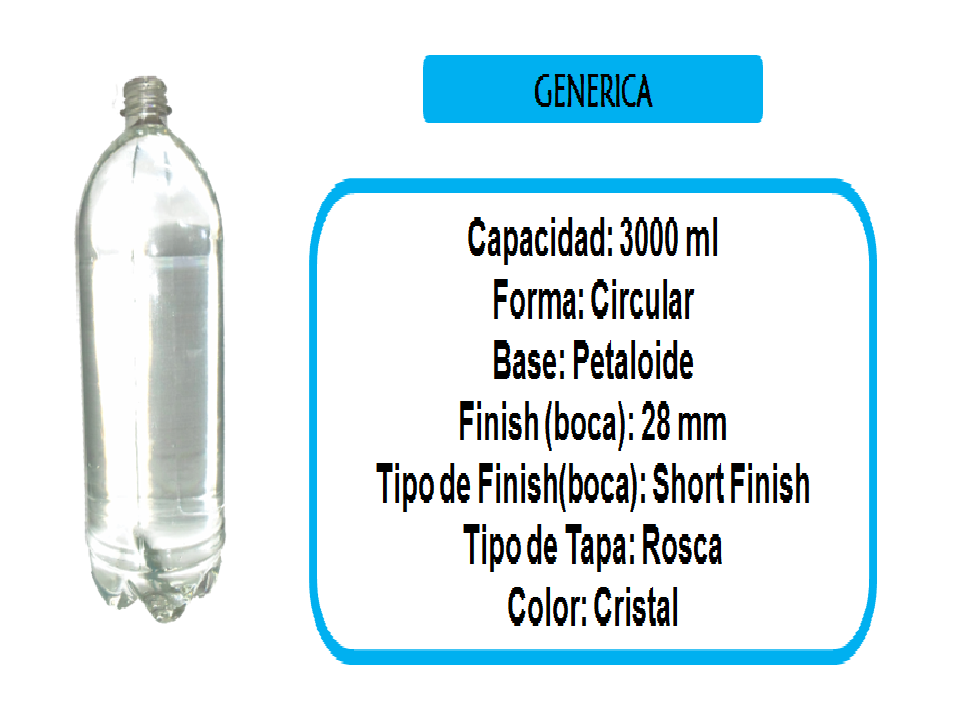 GENERICA
Capacidad: 3000 ml
Forma: Circular
Base: Petaloide
Finish (boca): 28 mm
Tipo de Finish(boca): Short Finish
Tipo de Tapa: Rosca
Color: Cristal